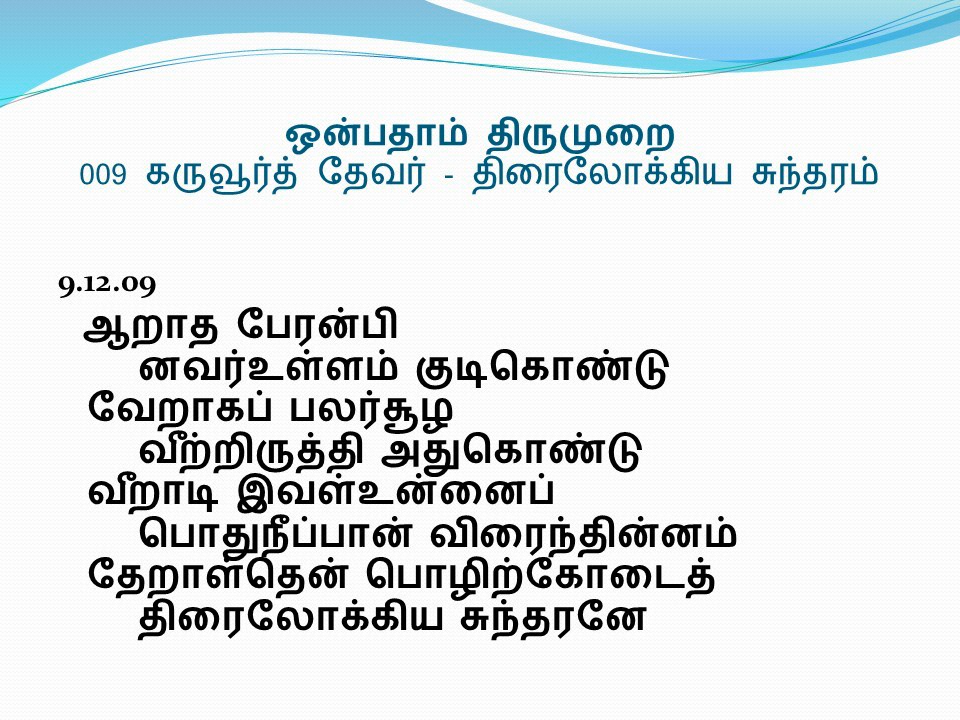 ஒன்பதாம் திருமுறை
009 கருவூர்த் தேவர் - திரைலோக்கிய சுந்தரம்
9.12.09
ஆறாத பேரன்பி
னவர்உள்ளம் குடிகொண்டு
வேறாகப் பலர்சூழ
வீற்றிருத்தி அதுகொண்டு
வீறாடி இவள்உன்னைப்
பொதுநீப்பான் விரைந்தின்னம்
தேறாள்தென் பொழிற்கோடைத்
திரைலோக்கிய சுந்தரனே